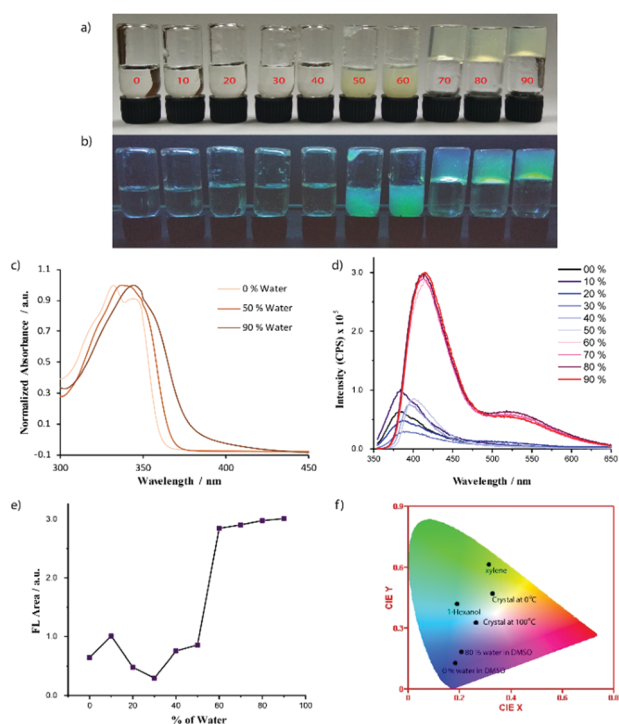 a)
0 10 20 30 40 50 60 70 80 90
b)
c)
Normalized Absorbance / a.u.
1.1
0.9
0.7
0.5
0.3
0.1
-0.1
300 350 400 450
Wavelength / nm
0 % Water
50 % Water
90 % Water
d)
Intensity (CPS) x 10⁵
3.0
2.0
1.0
0.0
350 400 450 500 550 600 650
Wavelength / nm
00 %
10 %
20 %
30 %
40 %
50 %
60 %
70 %
80 %
90 %
e)
FL Area / a.u.
3.0
2.0
1.0
0.0
0 20 40 60 80 100
% of Water
f)
CIE Y
0.9
0.6
0.3
0.0
0.0 0.2 0.4 0.6 0.8
CIE X
xylene
Crystal at 0°C
1-Hexanol
Crystal at 100°C
80 % water in DMSO
0 % water in DMSO